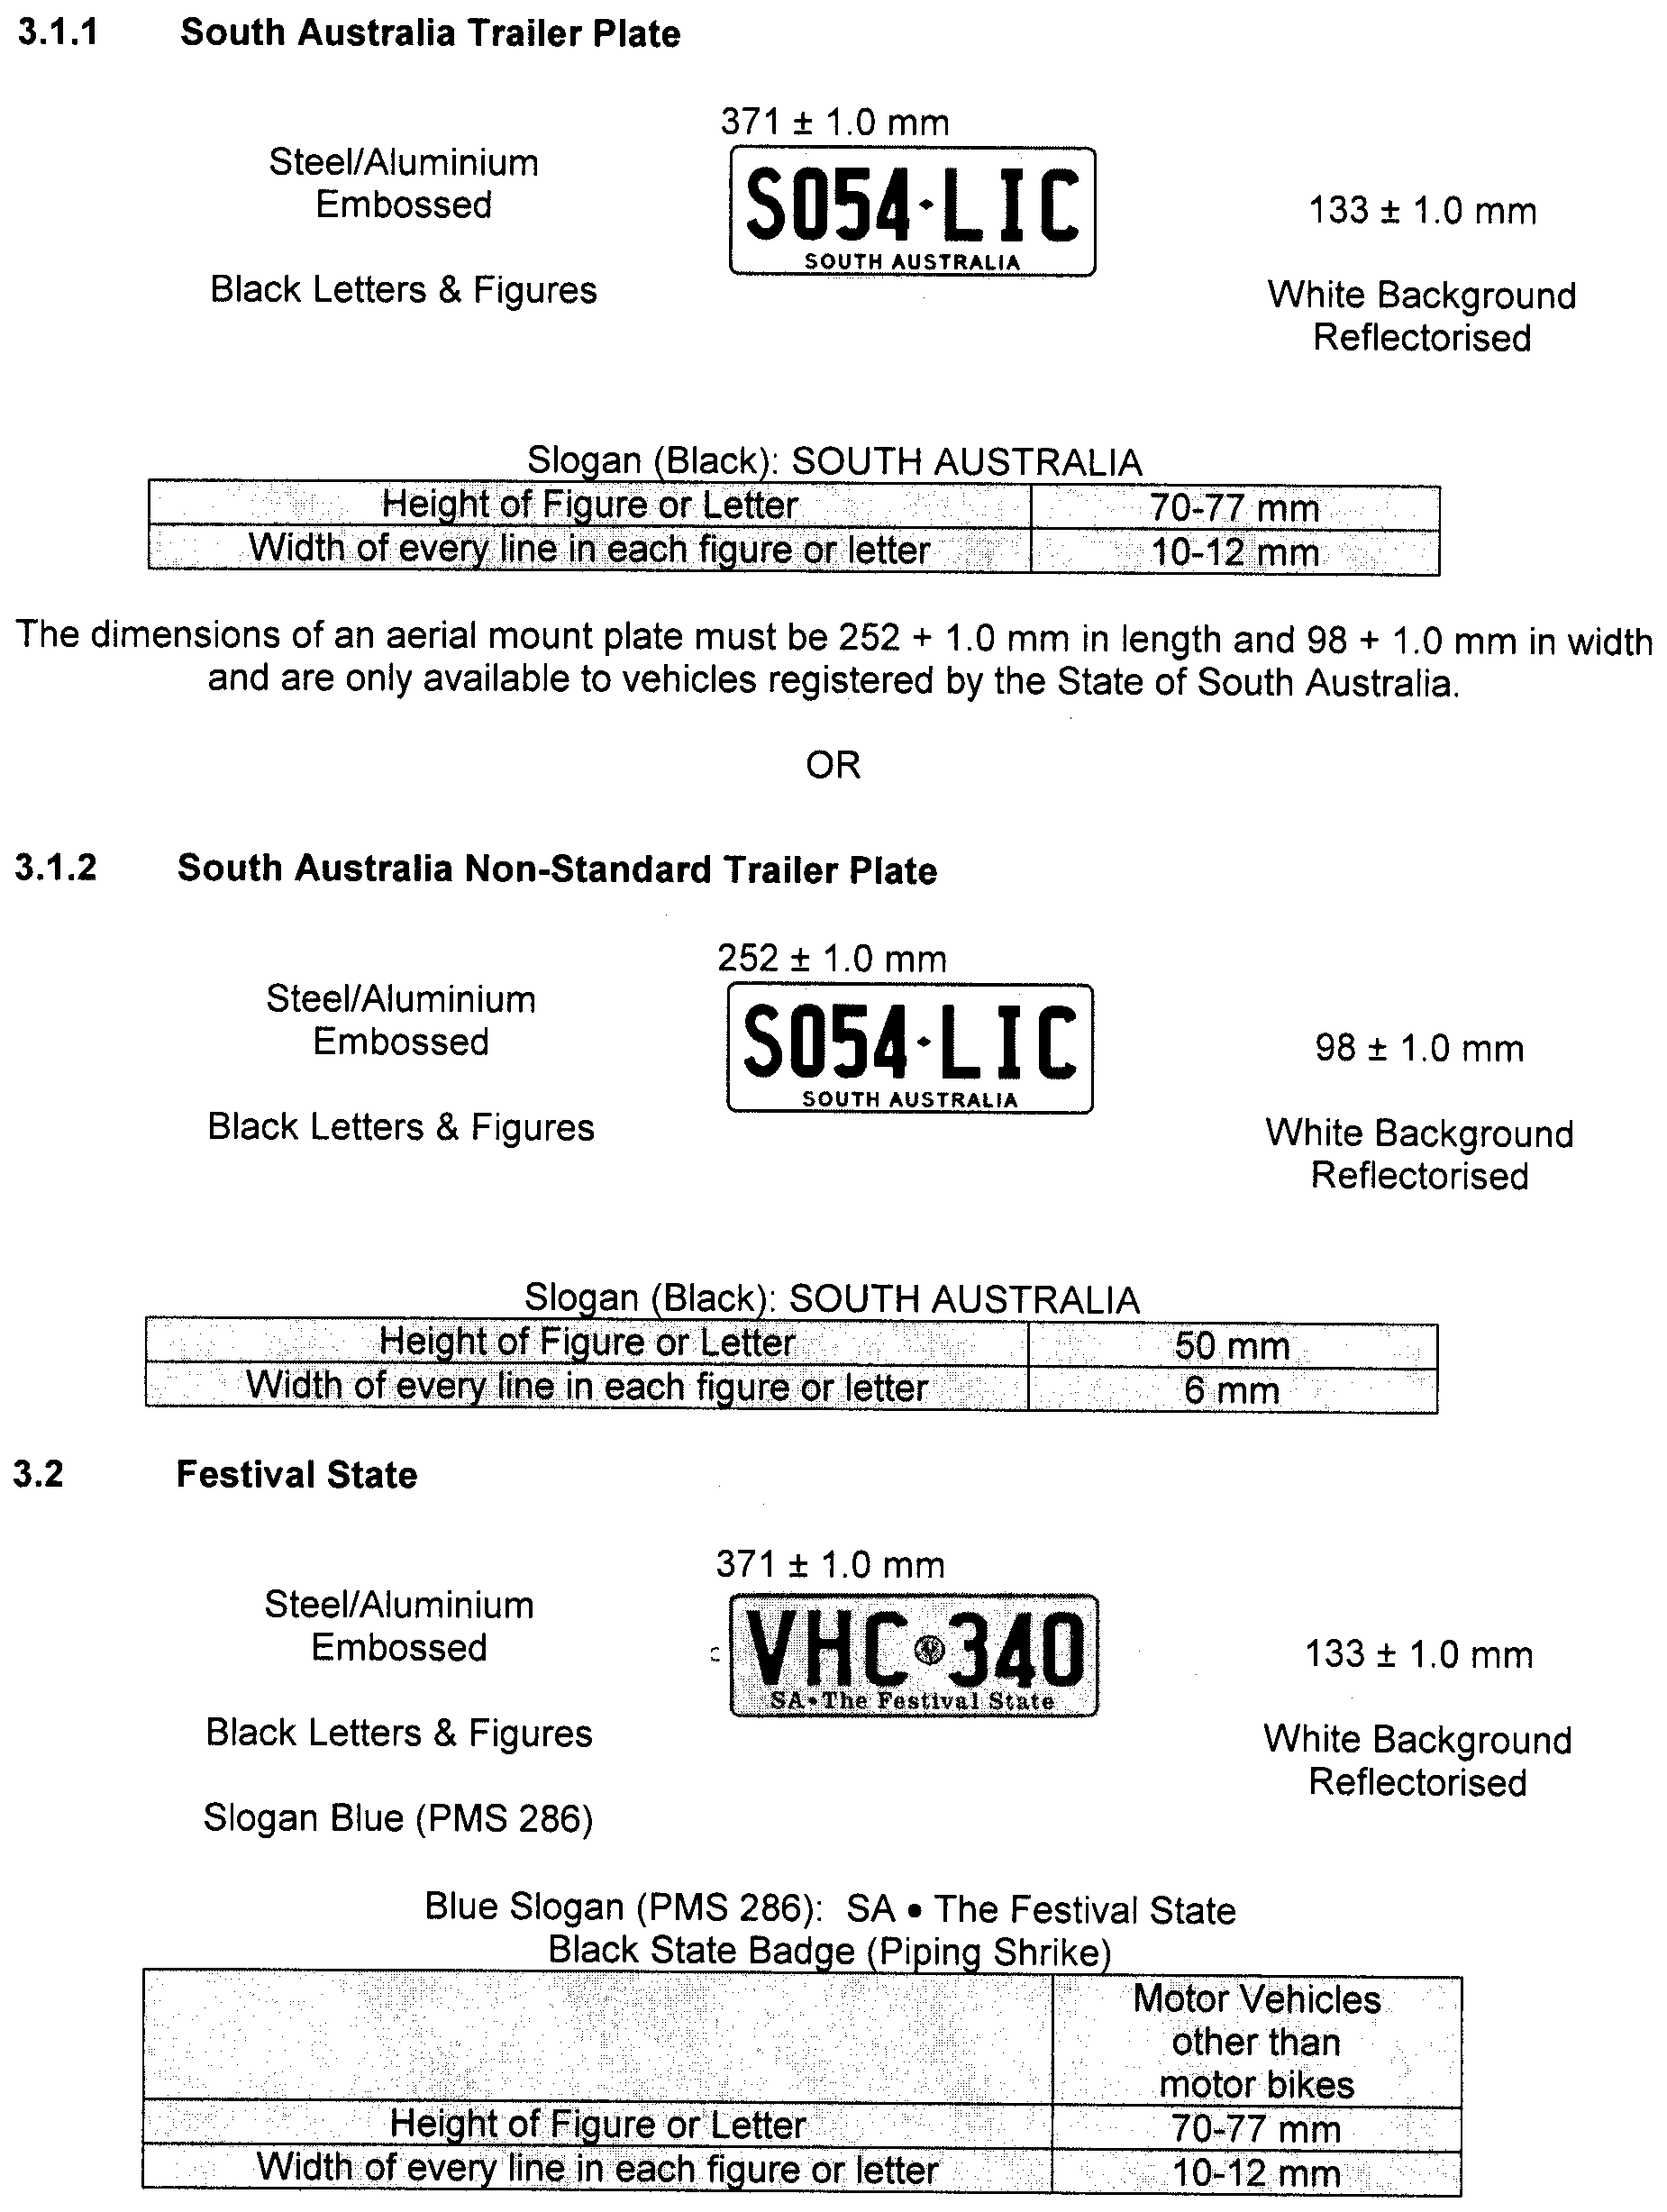 3.1.1 South Australia Trailer Plate
371 ± 1.0 mm
Steel/Aluminium
Embossed
Black Letters & Figures
S054·LIC
SOUTH AUSTRALIA
133 ± 1.0 mm
White Background
Reflectorised
Slogan (Black): SOUTH AUSTRALIA
Height of Figure or Letter 70-77 mm
Width of every line in each figure or letter 10-12 mm
The dimensions of an aerial mount plate must be 252 + 1.0 mm in length and 98 + 1.0 mm in width
and are only available to vehicles registered by the State of South Australia.
OR
3.1.2 South Australia Non-Standard Trailer Plate
252 ± 1.0 mm
Steel/Aluminium
Embossed
Black Letters & Figures
S054·LIC
SOUTH AUSTRALIA
98 ± 1.0 mm
White Background
Reflectorised
Slogan (Black): SOUTH AUSTRALIA
Height of Figure or Letter 50 mm
Width of every line in each figure or letter 6 mm
3.2 Festival State
371 ± 1.0 mm
Steel/Aluminium
Embossed
Black Letters & Figures
Slogan Blue (PMS 286)
VHC 340
SA•The Festival State
133 ± 1.0 mm
White Background
Reflectorised
Blue Slogan (PMS 286): SA • The Festival State
Black State Badge (Piping Shrike)
Motor Vehicles
other than
motor bikes
Height of Figure or Letter 70-77 mm
Width of every line in each figure or letter 10-12 mm